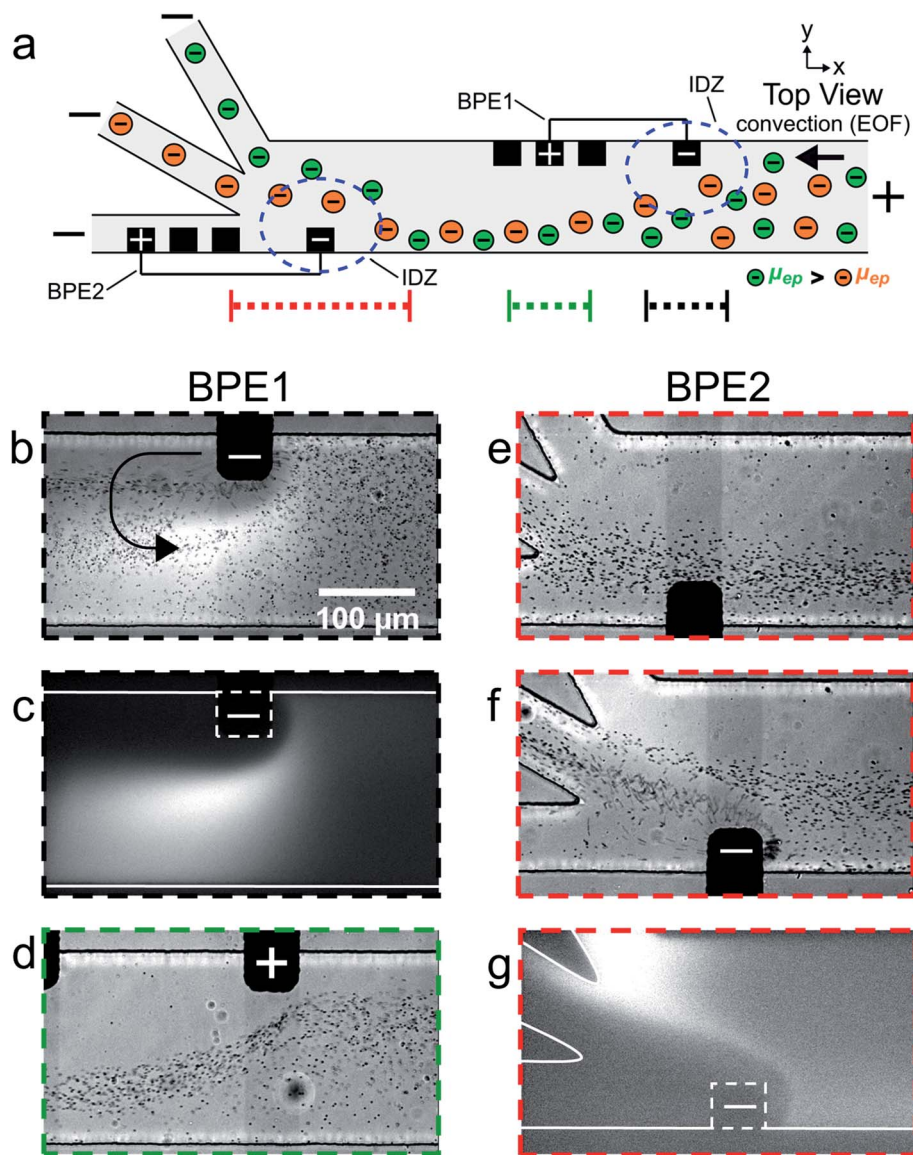 a
y
x
IDZ
BPE1
Top View
convection (EOF)
+
−
−
+
−
−
−
+
−
BPE2
IDZ
− μep > − μep
BPE1
BPE2
b
−
100 μm
e
c
−
f
−
d
+
g
−